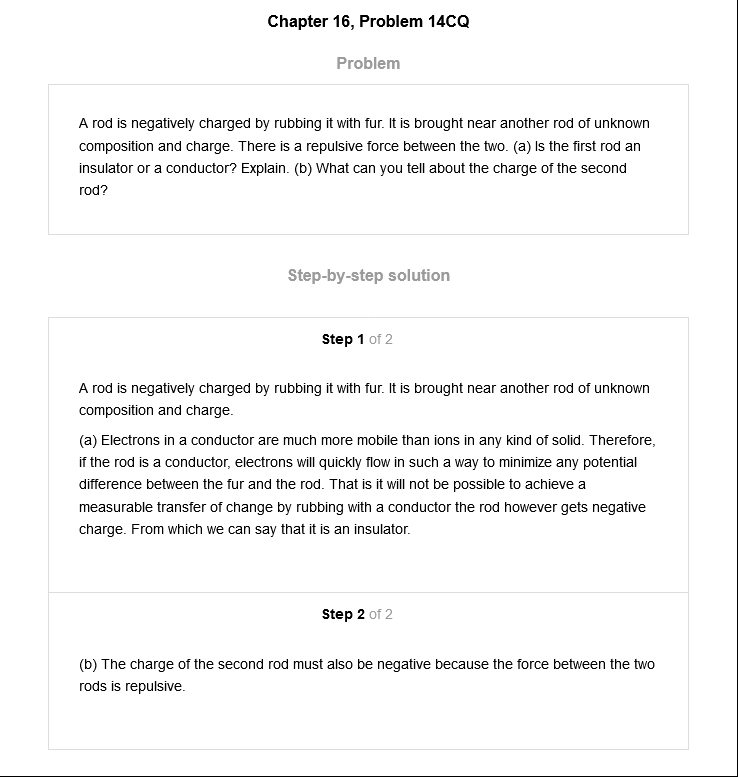 Chapter 16, Problem 14CQ
Problem
A rod is negatively charged by rubbing it with fur. It is brought near another rod of unknown
composition and charge. There is a repulsive force between the two. (a) Is the first rod an
insulator or a conductor? Explain. (b) What can you tell about the charge of the second
rod?
Step-by-step solution
Step 1 of 2
A rod is negatively charged by rubbing it with fur. It is brought near another rod of unknown
composition and charge.
(a) Electrons in a conductor are much more mobile than ions in any kind of solid. Therefore,
if the rod is a conductor, electrons will quickly flow in such a way to minimize any potential
difference between the fur and the rod. That is it will not be possible to achieve a
measurable transfer of change by rubbing with a conductor the rod however gets negative
charge. From which we can say that it is an insulator.
Step 2 of 2
(b) The charge of the second rod must also be negative because the force between the two
rods is repulsive.